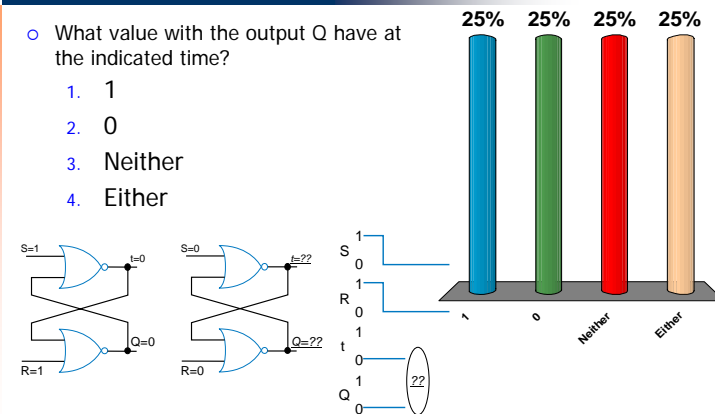 What value with the output Q have at
the indicated time?
1. 1
2. 0
3. Neither
4. Either
25% 25% 25% 25%
1 0 Neither Either
S=1
t=0
Q=0
R=1
S=0
t=??
Q=??
R=0
S 1 0
R 1 0
t 1 0
Q 1 0
??